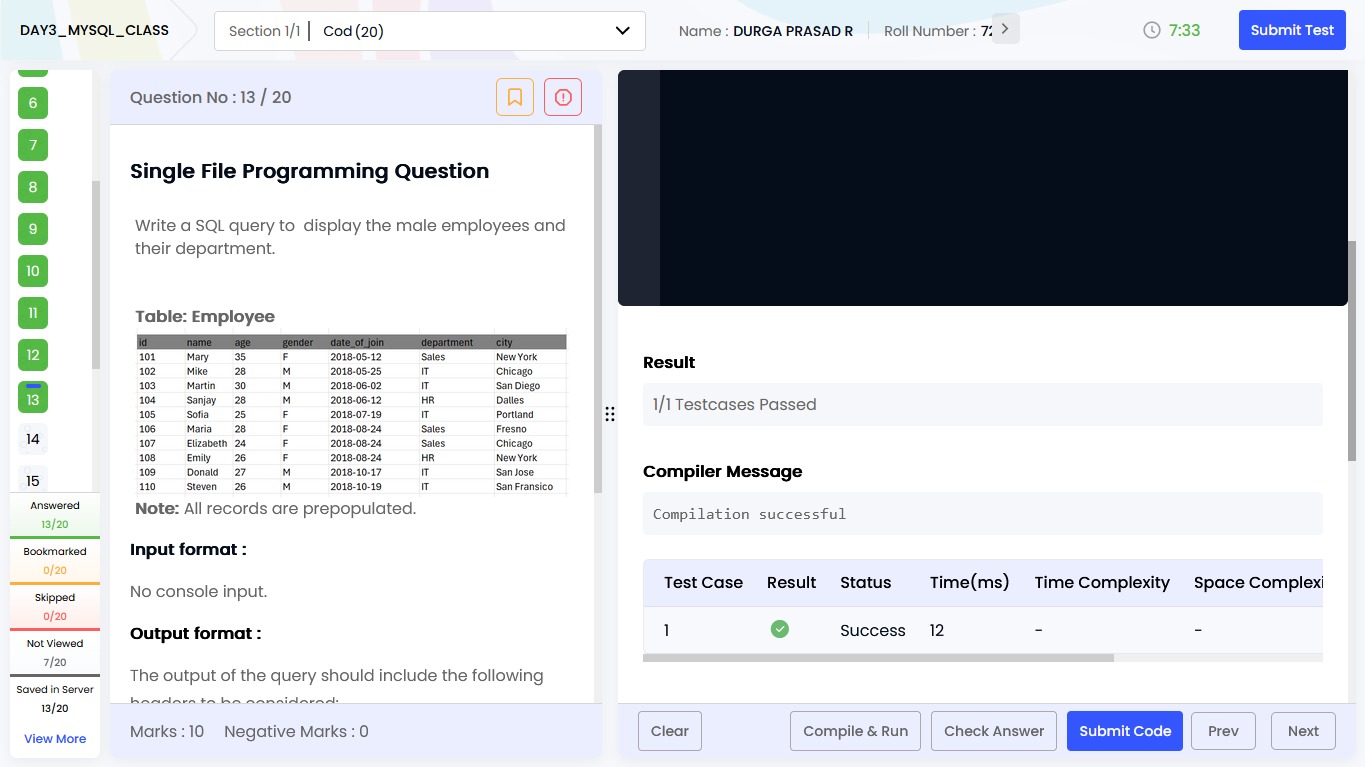 DAY3_MYSQL_CLASS
Section 1/1 | Cod (20)
Name : DURGA PRASAD R
Roll Number :
7:33
Submit Test
6
7
8
9
10
11
12
13
14
15
Answered
13/20
Bookmarked
0/20
Skipped
0/20
Not Viewed
7/20
Saved in Server
13/20
View More
Question No : 13 / 20
Single File Programming Question
Write a SQL query to display the male employees and
their department.
Table: Employee
id name age gender date_of_join department city
101 Mary 35 F 2018-05-12 Sales New York
102 Mike 28 M 2018-05-25 IT Chicago
103 Martin 30 M 2018-06-02 IT San Diego
104 Sanjay 28 M 2018-06-12 HR Dalles
105 Sofia 25 F 2018-07-19 IT Portland
106 Maria 28 F 2018-08-24 Sales Fresno
107 Elizabeth 24 F 2018-08-24 Sales Chicago
108 Emily 26 F 2018-08-24 HR New York
109 Donald 27 M 2018-10-17 IT San Jose
110 Steven 26 M 2018-10-19 IT San Fransico
Note: All records are prepopulated.
Input format :
No console input.
Output format :
The output of the query should include the following
headers to be considered:
Marks : 10 Negative Marks : 0
Result
1/1 Testcases Passed
Compiler Message
Compilation successful
Test Case Result Status Time(ms) Time Complexity Space Complexi
1 Success 12 - -
Clear
Compile & Run
Check Answer
Submit Code
Prev
Next